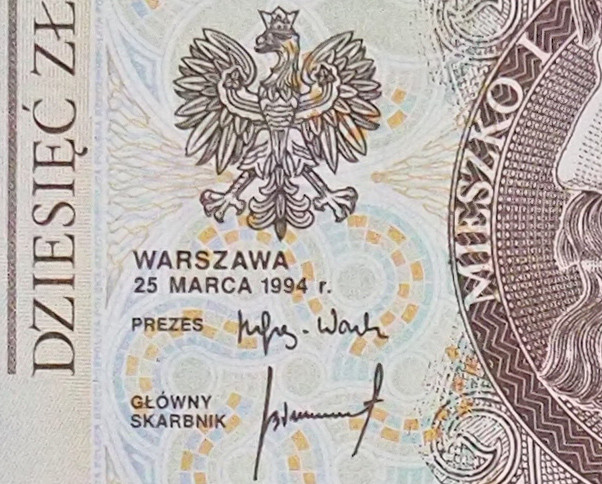 DZIESIĘĆ ZŁ
MIESZKO I
WARSZAWA
25 MARCA 1994 r.
PREZES
GŁÓWNY
SKARBNIK